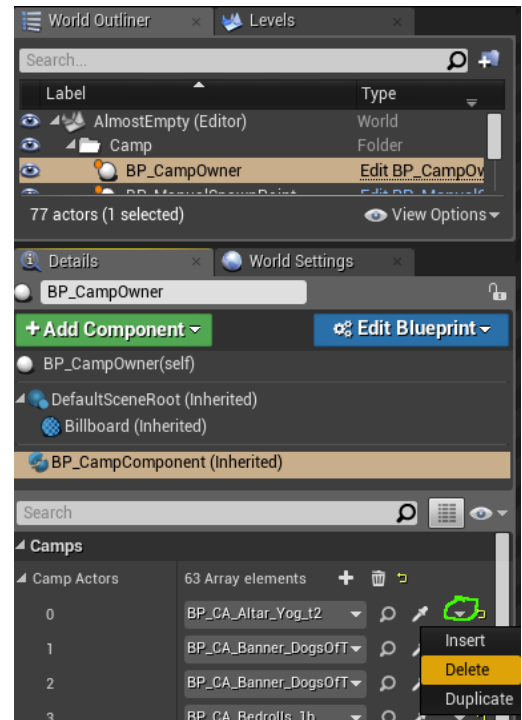 World Outliner
Levels
Search...
Label Type
AlmostEmpty (Editor) World
Camp Folder
BP_CampOwner Edit BP_CampOw
77 actors (1 selected) View Options
Details
World Settings
BP_CampOwner
+Add Component Edit Blueprint
BP_CampOwner(self)
DefaultSceneRoot (Inherited)
Billboard (Inherited)
BP_CampComponent (Inherited)
Search
Camps
Camp Actors 63 Array elements
0 BP_CA_Altar_Yog_t2
Insert
1 BP_CA_Banner_DogsOfT
Delete
2 BP_CA_Banner_DogsOfT
Duplicate
3 BP_CA_Bedrolls_1b